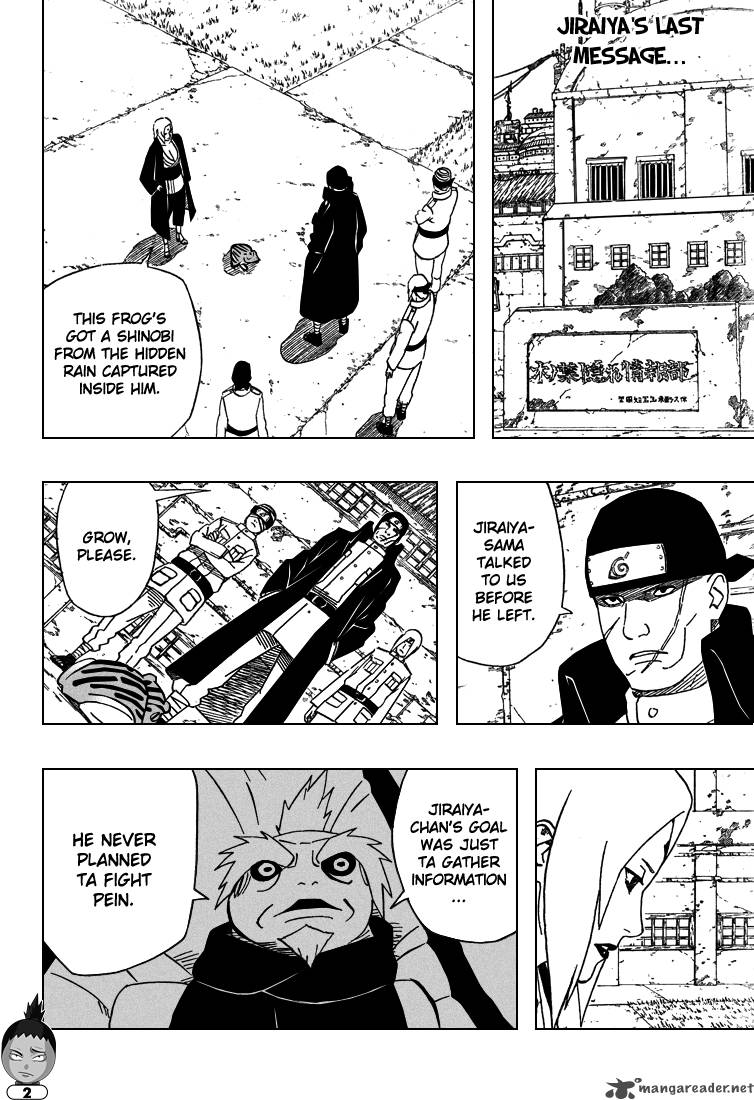 JIRAIYA'S LAST
MESSAGE...
THIS FROG'S
GOT A SHINOBI
FROM THE HIDDEN
RAIN CAPTURED
INSIDE HIM.
JIRAIYA-
SAMA
TALKED
TO US
BEFORE
HE LEFT.
GROW,
PLEASE.
JIRAIYA-
CHAN'S GOAL
WAS JUST
TA GATHER
INFORMATION
...
HE NEVER
PLANNED
TA FIGHT
PEIN.
2
mangareader.net